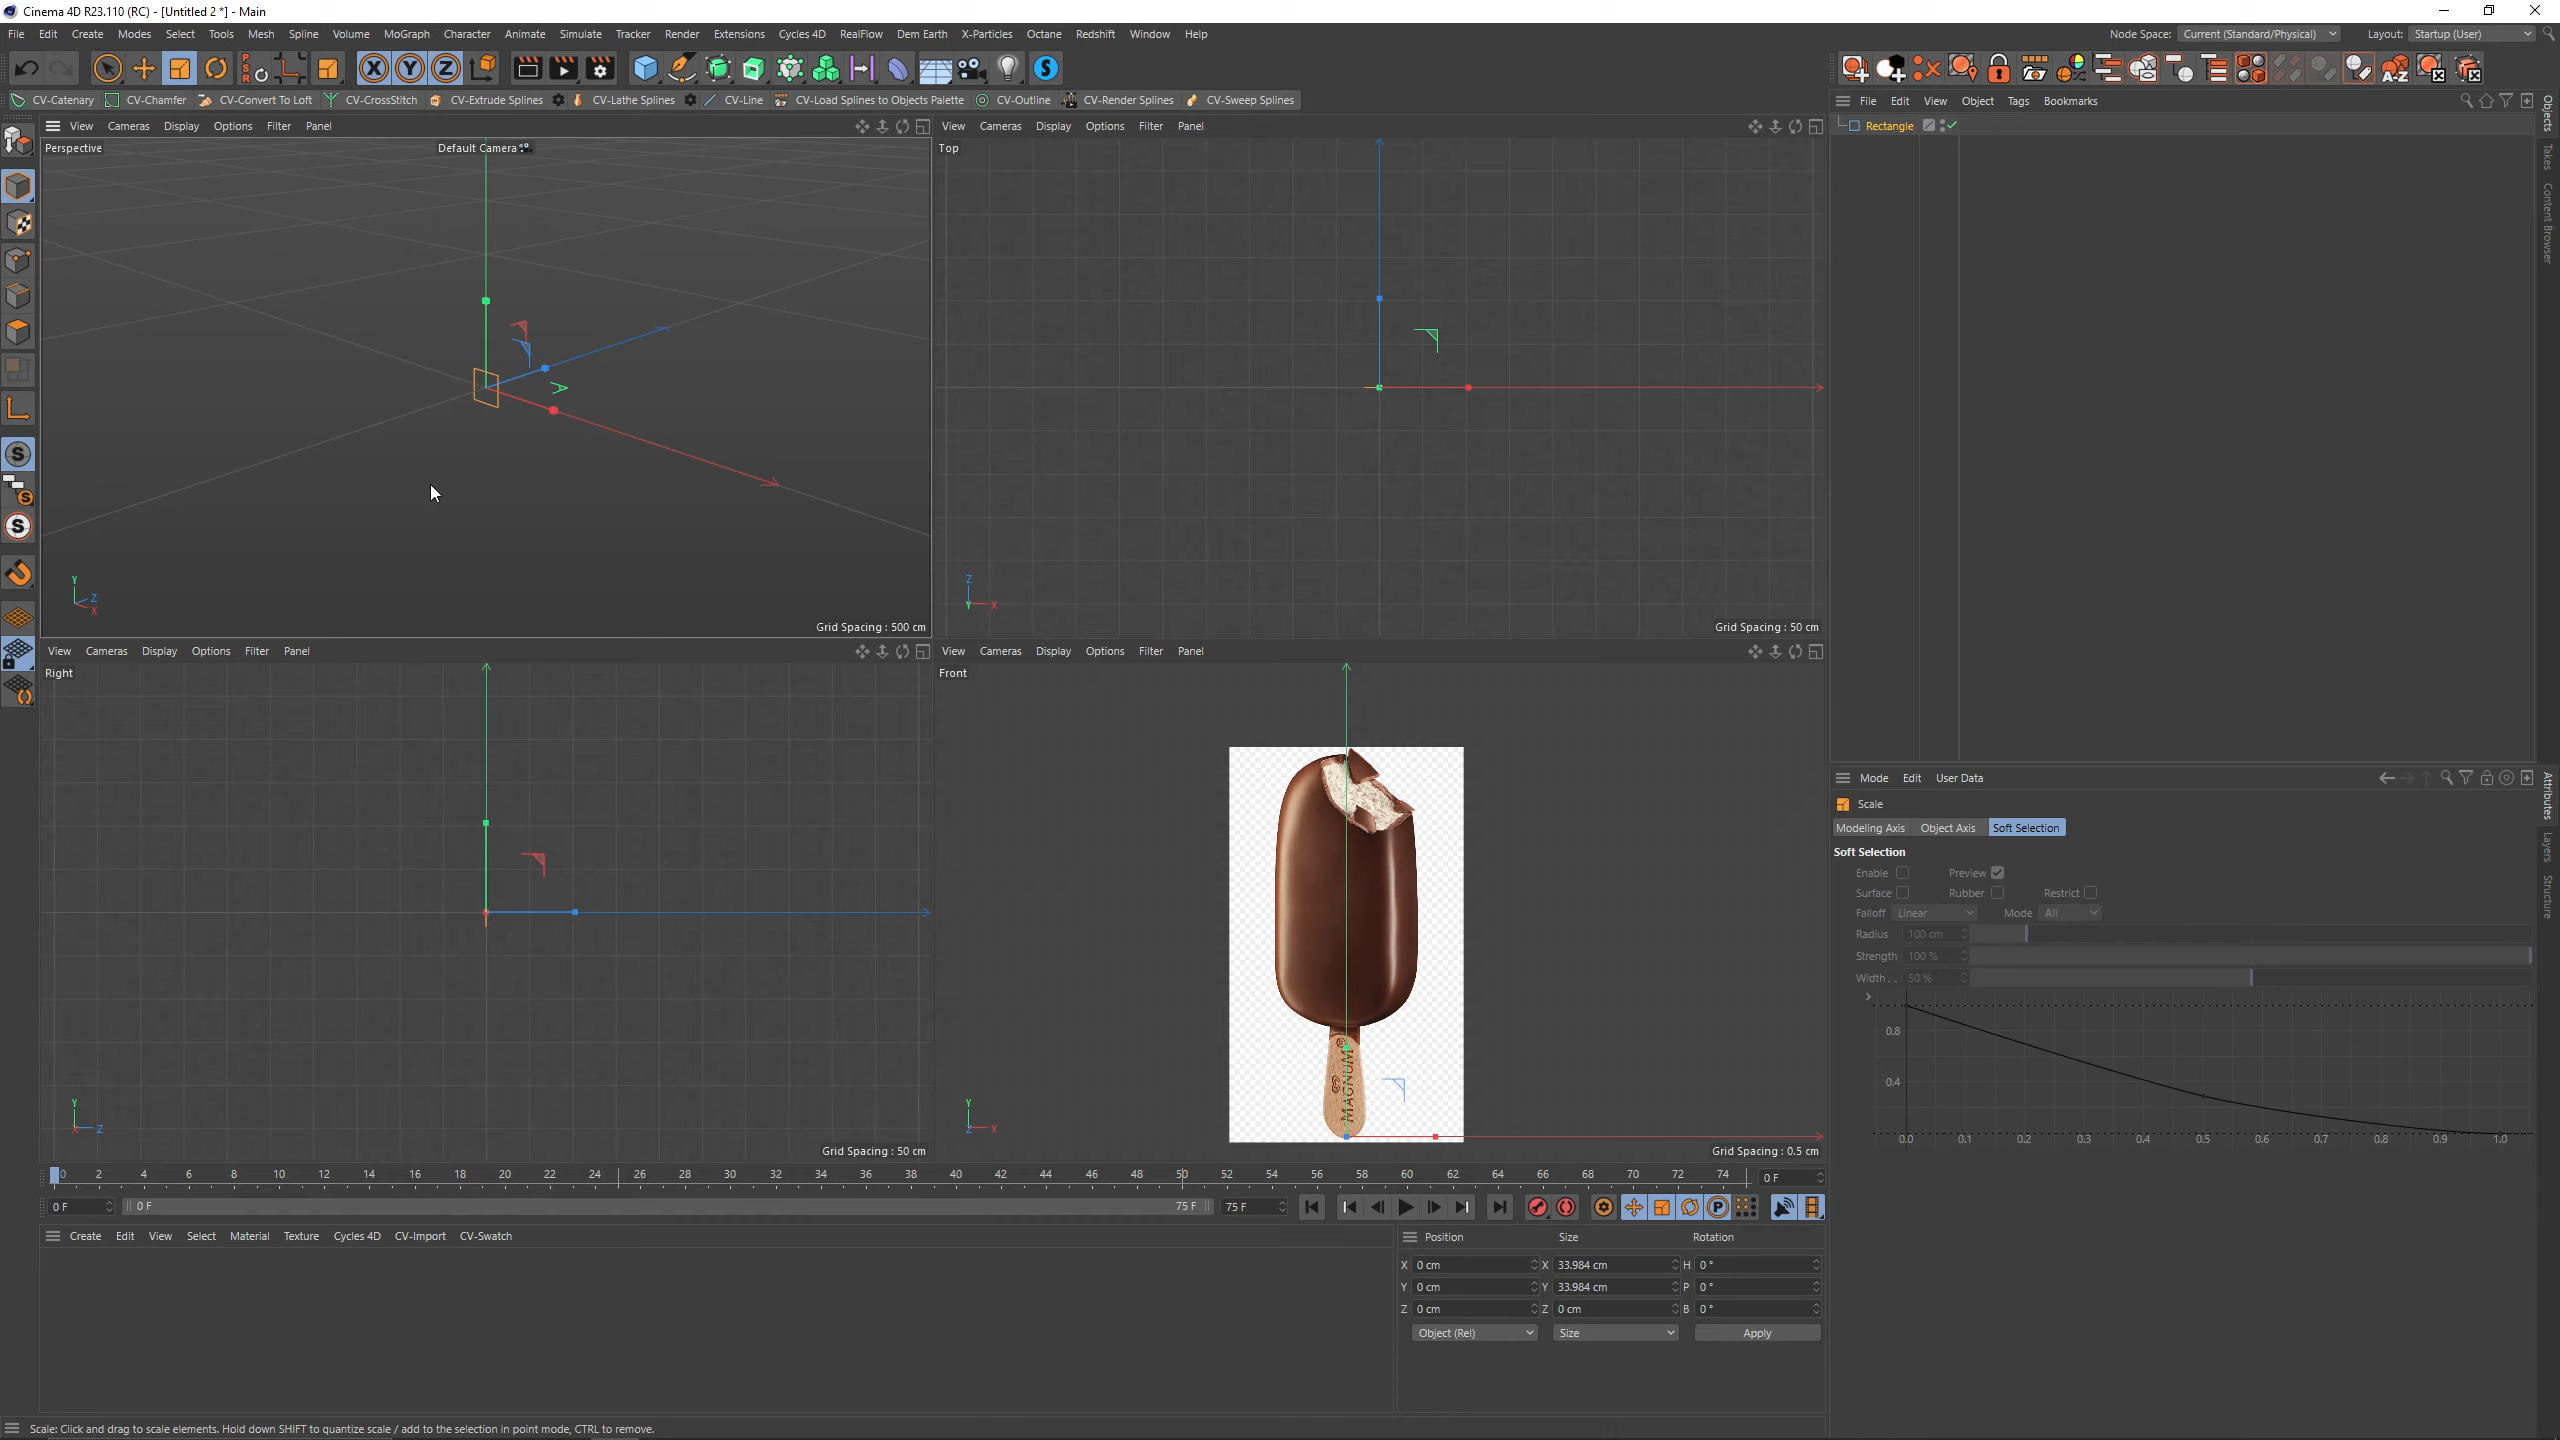 Cinema 4D R23.110 (RC) - [Untitled 2 *] - Main
File Edit Create Modes Select Tools Mesh Spline Volume MoGraph Character Animate Simulate Tracker Render Extensions Cycles 4D RealFlow Dem Earth X-Particles Octane Redshift Window Help Node Space: Current (Standard/Physical) Layout: Startup (User)
CV-Catenary CV-Chamfer CV-Convert To Loft CV-CrossStitch CV-Extrude Splines CV-Lathe Splines CV-Line CV-Load Splines to Objects Palette CV-Outline CV-Render Splines CV-Sweep Splines
File Edit View Object Tags Bookmarks
Rectangle
Objects
Takes
Content Browser
View Cameras Display Options Filter Panel
Perspective
Default Camera
Y
Z
X
Grid Spacing : 500 cm
View Cameras Display Options Filter Panel
Top
Z
Y X
Grid Spacing : 50 cm
View Cameras Display Options Filter Panel
Right
Y
X Z
Grid Spacing : 50 cm
View Cameras Display Options Filter Panel
Front
MAGNUM
Y
Z X
Grid Spacing : 0.5 cm
Mode Edit User Data
Scale
Modeling Axis Object Axis Soft Selection
Soft Selection
Enable Preview
Surface Rubber Restrict
Falloff Linear Mode All
Radius 100 cm
Strength 100 %
Width . . 50 %
0.8
0.4
0.0 0.1 0.2 0.3 0.4 0.5 0.6 0.7 0.8 0.9 1.0
Attributes
Layers
Structure
0 2 4 6 8 10 12 14 16 18 20 22 24 26 28 30 32 34 36 38 40 42 44 46 48 50 52 54 56 58 60 62 64 66 68 70 72 74 0 F
0 F 0 F 75 F 75 F
Create Edit View Select Material Texture Cycles 4D CV-Import CV-Swatch
Position Size Rotation
X 0 cm X 33.984 cm H 0 °
Y 0 cm Y 33.984 cm P 0 °
Z 0 cm Z 0 cm B 0 °
Object (Rel) Size Apply
Scale: Click and drag to scale elements. Hold down SHIFT to quantize scale / add to the selection in point mode, CTRL to remove.